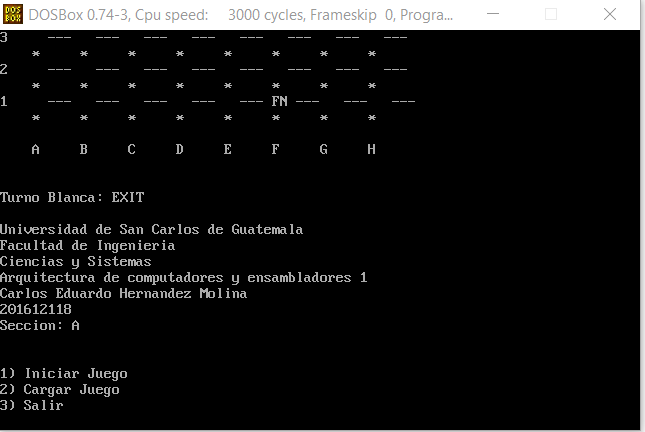 DOSBox 0.74-3, Cpu speed: 3000 cycles, Frameskip 0, Progra...
3 --- --- --- --- --- --- --- ---
* * * * * * * *
2 --- --- --- --- --- --- --- ---
* * * * * * * *
1 --- --- --- --- --- FN --- --- ---
* * * * * * * *
A B C D E F G H
Turno Blanca: EXIT
Universidad de San Carlos de Guatemala
Facultad de Ingenieria
Ciencias y Sistemas
Arquitectura de computadores y ensambladores 1
Carlos Eduardo Hernandez Molina
201612118
Seccion: A
1) Iniciar Juego
2) Cargar Juego
3) Salir